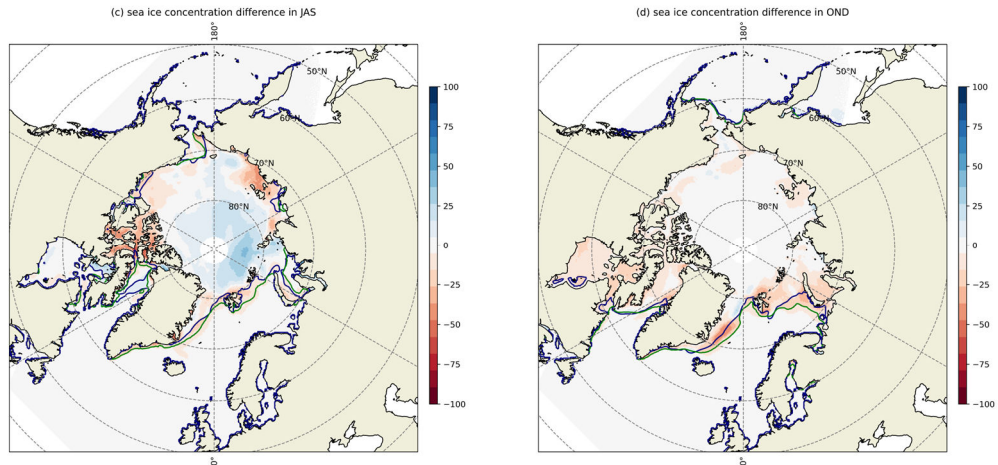 (c) sea ice concentration difference in JAS
(d) sea ice concentration difference in OND
180°
50°N
60°N
70°N
80°N
0°
100
75
50
25
0
−25
−50
−75
−100
180°
50°N
60°N
70°N
80°N
0°
100
75
50
25
0
−25
−50
−75
−100